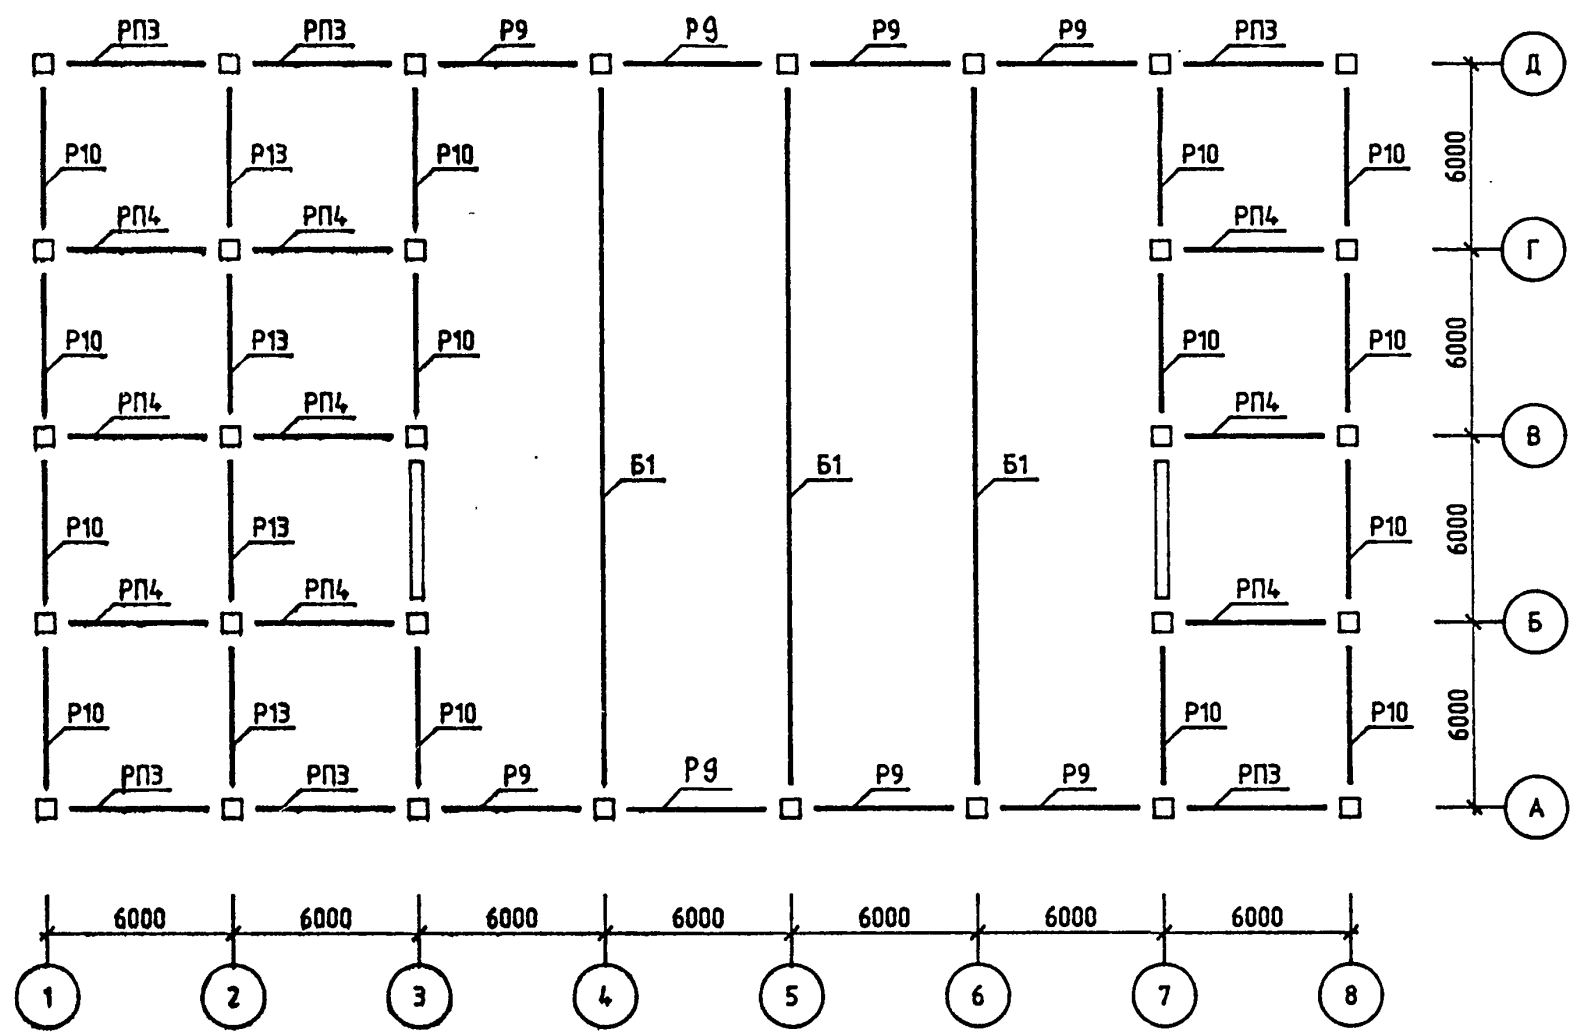 РП3 РП3 Р9 Р9 Р9 Р9 РП3 Д
Р10 Р13 Р10 Р10 Р10 6000
РП4 РП4 РП4 Г
Р10 Р13 Р10 Р10 Р10 6000
РП4 РП4 РП4 В
Б1 Б1 Б1
Р10 Р13 Р10 6000
РП4 РП4 РП4 Б
Р10 Р13 Р10 Р10 Р10 6000
РП3 РП3 Р9 Р9 Р9 Р9 РП3 А
6000 6000 6000 6000 6000 6000 6000
1 2 3 4 5 6 7 8